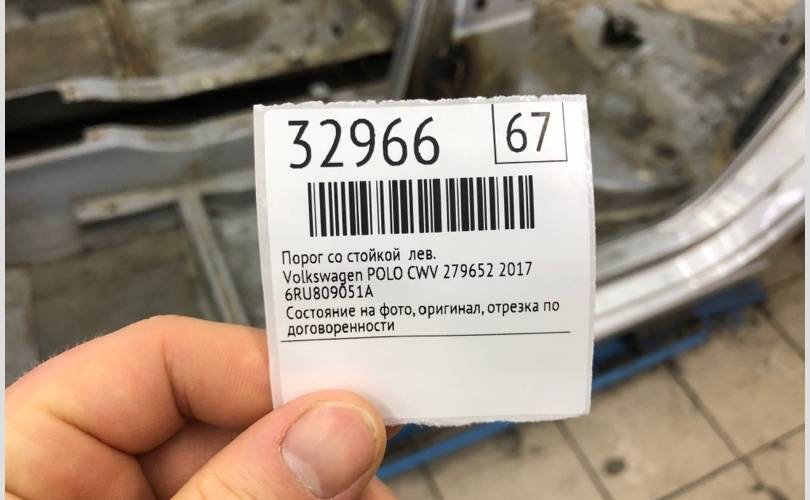 32966
67
Порог со стойкой лев.
Volkswagen POLO CWV 279652 2017
6RU809051A
Состояние на фото, оригинал, отрезка по
договоренности